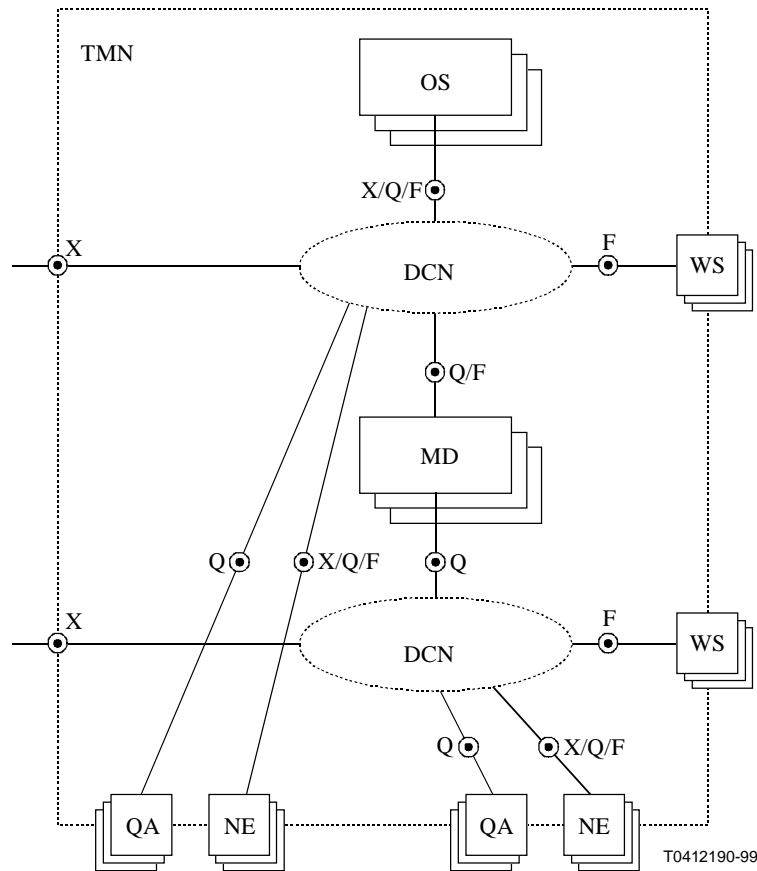 TMN
OS
X/Q/F
X
F
DCN
WS
Q/F
MD
Q
X/Q/F
Q
X
F
DCN
WS
Q
X/Q/F
QA
NE
QA
NE
T0412190-99